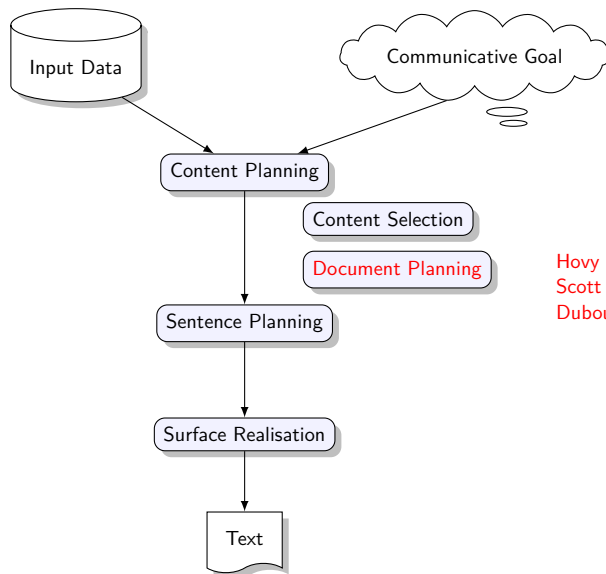 Input Data
Communicative Goal
Content Planning
Content Selection
Document Planning
Hovy
Scott
Sentence Planning
Surface Realisation
Text